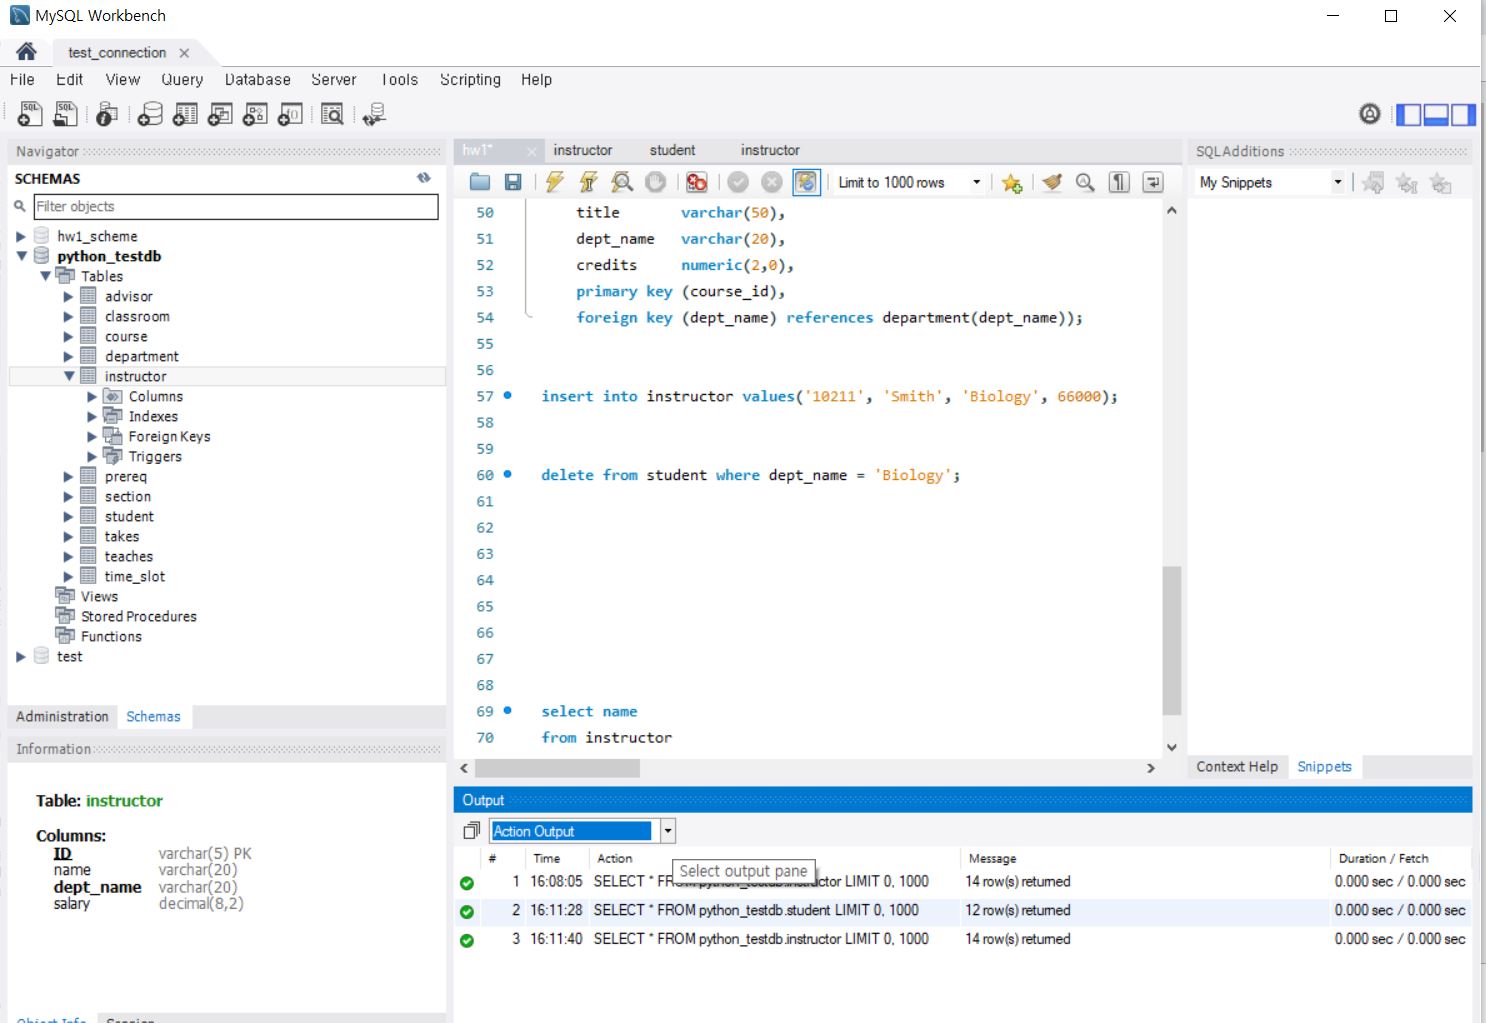 MySQL Workbench
test_connection
File Edit View Query Database Server Tools Scripting Help
Navigator
SCHEMAS
Filter objects
hw1_scheme
python_testdb
Tables
advisor
classroom
course
department
instructor
Columns
Indexes
Foreign Keys
Triggers
prereq
section
student
takes
teaches
time_slot
Views
Stored Procedures
Functions
test
Administration Schemas
Information
Table: instructor
Columns:
ID varchar(5) PK
name varchar(20)
dept_name varchar(20)
salary decimal(8,2)
Object Info Session
hw1* instructor student instructor
Limit to 1000 rows
50 title varchar(50),
51 dept_name varchar(20),
52 credits numeric(2,0),
53 primary key (course_id),
54 foreign key (dept_name) references department(dept_name));
55
56
57 insert into instructor values('10211', 'Smith', 'Biology', 66000);
58
59
60 delete from student where dept_name = 'Biology';
61
62
63
64
65
66
67
68
69 select name
70 from instructor
SQLAdditions
My Snippets
Context Help Snippets
Output
Action Output
# Time Action Message Duration / Fetch
Select output pane
1 16:08:05 SELECT * FROM python_testdb.instructor LIMIT 0, 1000 14 row(s) returned 0.000 sec / 0.000 sec
2 16:11:28 SELECT * FROM python_testdb.student LIMIT 0, 1000 12 row(s) returned 0.000 sec / 0.000 sec
3 16:11:40 SELECT * FROM python_testdb.instructor LIMIT 0, 1000 14 row(s) returned 0.000 sec / 0.000 sec